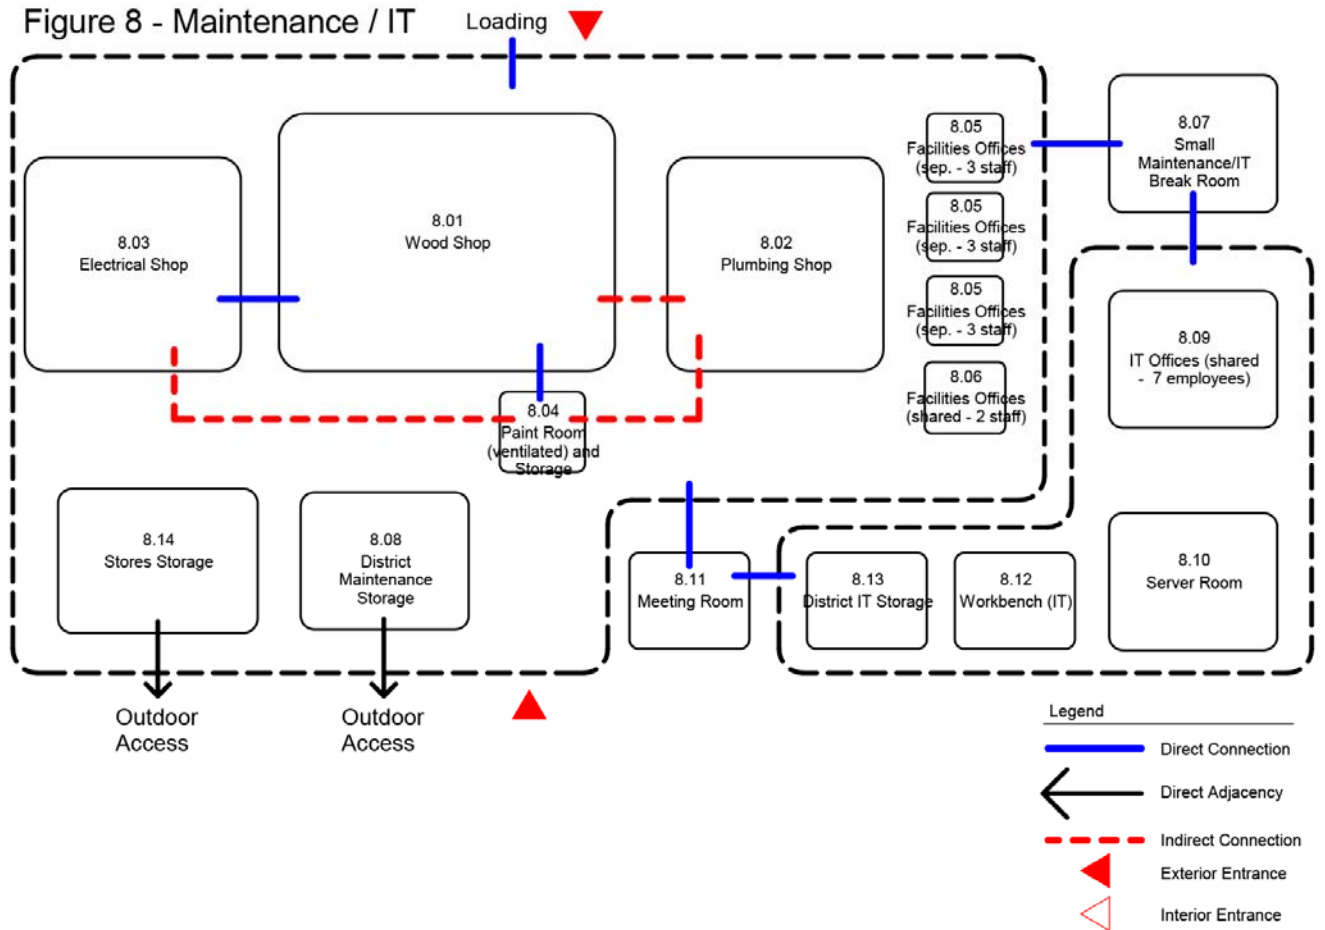 Figure 8 - Maintenance / IT
Loading
8.05
Facilities Offices
(sep. - 3 staff)
8.07
Small
Maintenance/IT
Break Room
8.03
Electrical Shop
8.01
Wood Shop
8.02
Plumbing Shop
8.05
Facilities Offices
(sep. - 3 staff)
8.05
Facilities Offices
(sep. - 3 staff)
8.09
IT Offices (shared
- 7 employees)
8.06
Facilities Offices
(shared - 2 staff)
8.04
Paint Room
(ventilated) and
Storage
8.14
Stores Storage
8.08
District
Maintenance
Storage
8.11
Meeting Room
8.13
District IT Storage
8.12
Workbench (IT)
8.10
Server Room
Outdoor
Access
Outdoor
Access
Legend
Direct Connection
Direct Adjacency
Indirect Connection
Exterior Entrance
Interior Entrance